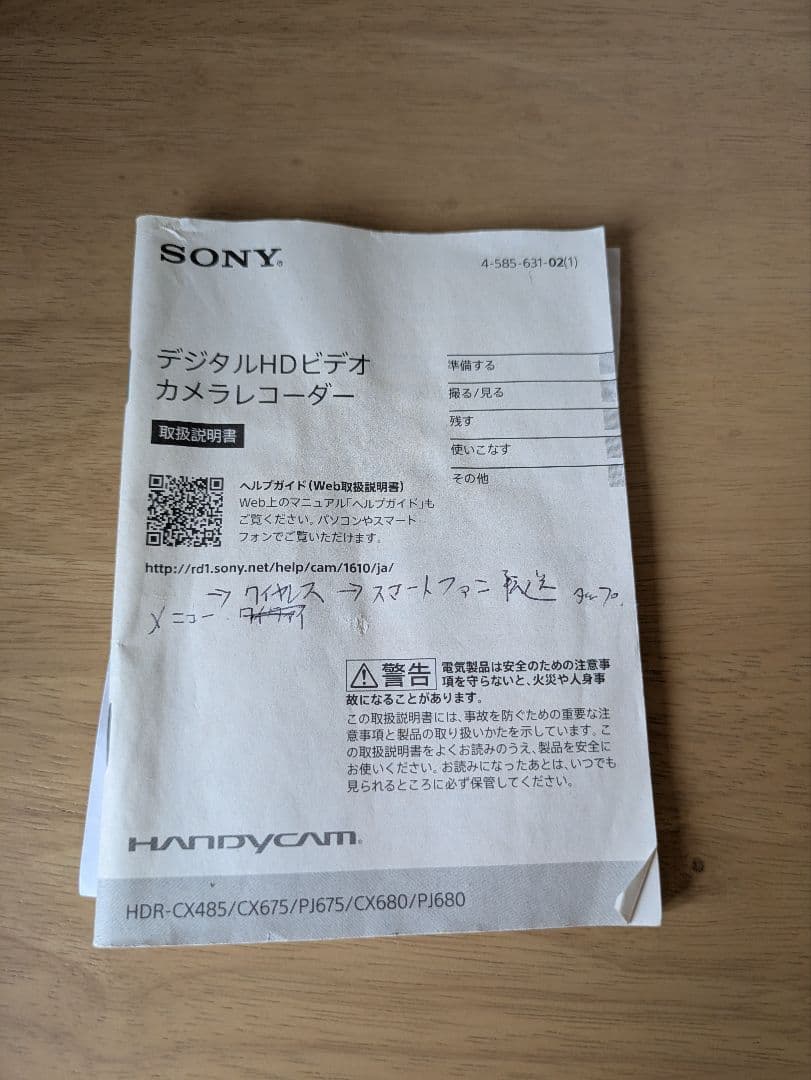 SONY®
4-585-631-02(1)
デジタルHDビデオ
カメラレコーダー
取扱説明書
準備する
撮る/見る
残す
使いこなす
その他
ヘルプガイド（Web取扱説明書）
Web上のマニュアル「ヘルプガイド」も
ご覧ください。パソコンやスマート
フォンでご覧いただけます。
http://rd1.sony.net/help/cam/1610/ja/
メニュー → ワイヤレス → スマートフォン 転送 タップ。
ワイファイ
警告
電気製品は安全のための注意事
項を守らないと、火災や人身事
故になることがあります。
この取扱説明書には、事故を防ぐための重要な注
意事項と製品の取り扱いかたを示しています。こ
の取扱説明書をよくお読みのうえ、製品を安全に
お使いください。お読みになったあとは、いつでも
見られるところに必ず保管してください。
HANDYCAM®
HDR-CX485/CX675/PJ675/CX680/PJ680